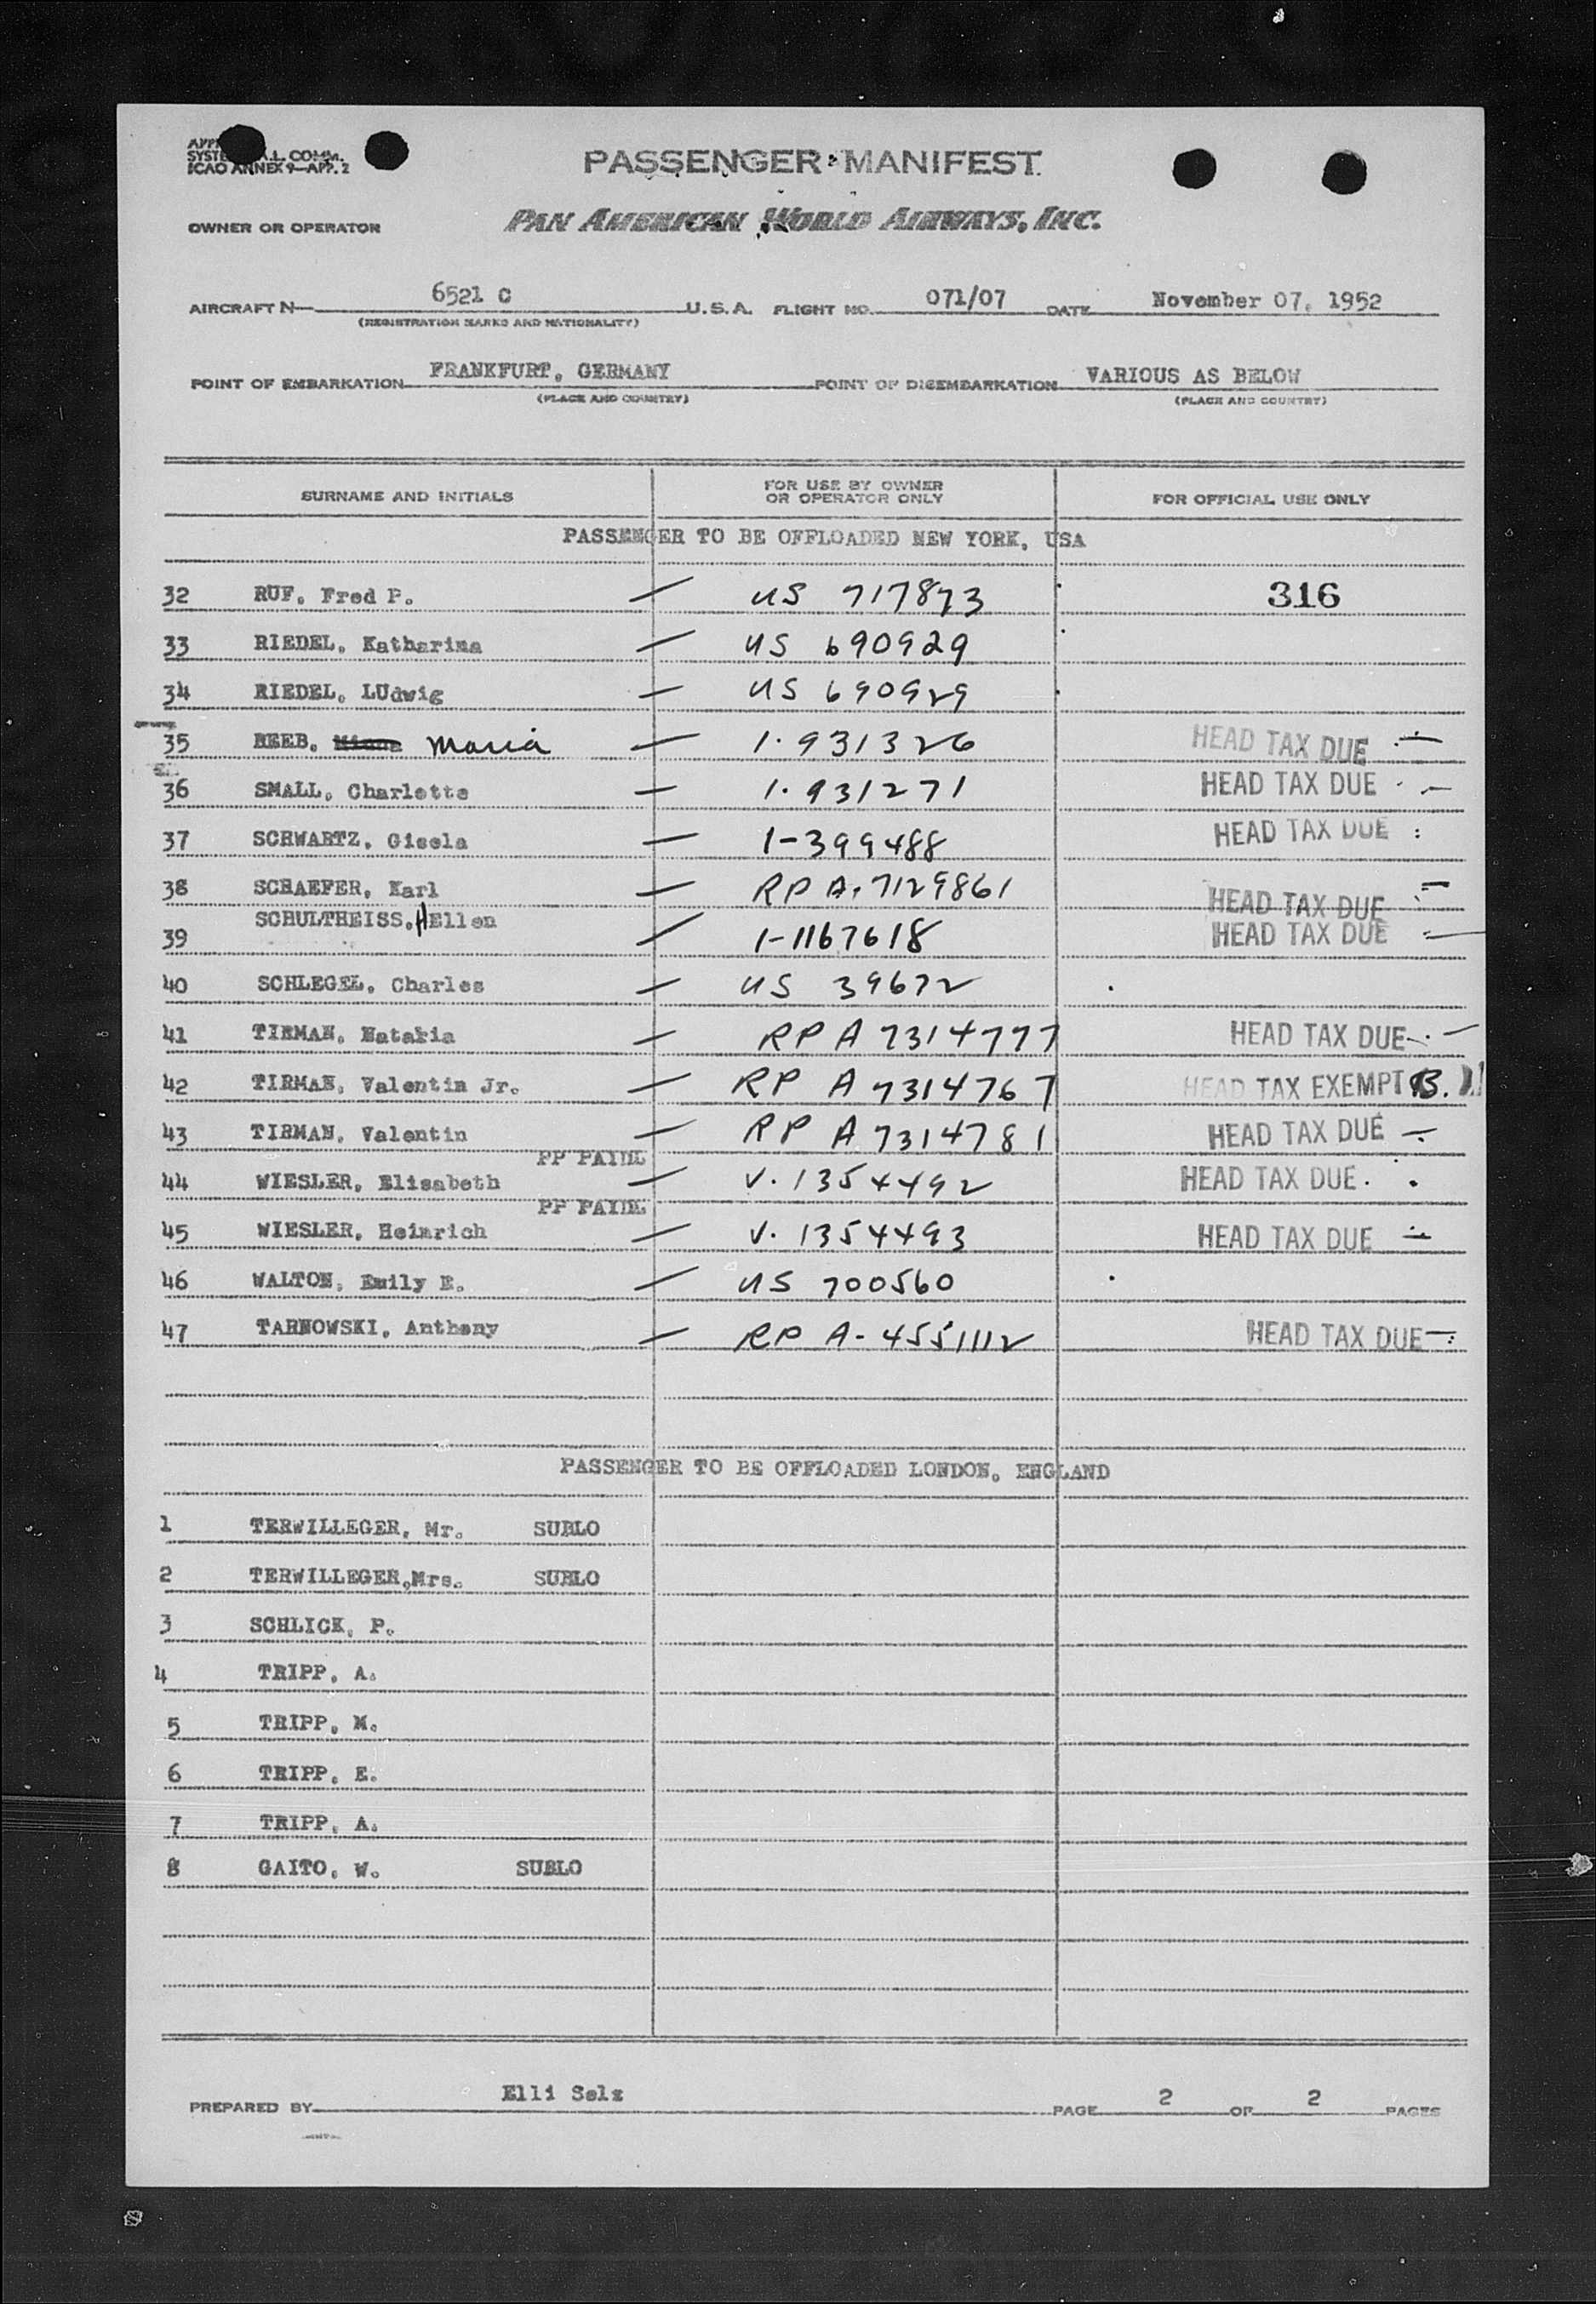 SYSTE A.L. COMM.
ICAO ANNEX 9—APP. 2
PASSENGER MANIFEST
OWNER OR OPERATOR PAN AMERICAN WORLD AIRWAYS, INC.
AIRCRAFT N 6521 C U.S.A. FLIGHT NO. 071/07 DATE November 07, 1952
(REGISTRATION MARKS AND NATIONALITY)
POINT OF EMBARKATION FRANKFURT, GERMANY POINT OF DISEMBARKATION VARIOUS AS BELOW
(PLACE AND COUNTRY) (PLACE AND COUNTRY)
SURNAME AND INITIALS FOR USE BY OWNER OR OPERATOR ONLY FOR OFFICIAL USE ONLY
PASSENGER TO BE OFFLOADED NEW YORK, USA
32 RUF, Fred P. — US 717873 316
33 RIEDEL, Katharina — US 690929
34 RIEDEL, LUdwig — US 690929
35 REEB, Maria — 1·931326 HEAD TAX DUE
36 SMALL, Charlotte — 1·931271 HEAD TAX DUE
37 SCHWARTZ, Gisela — 1-399488 HEAD TAX DUE
38 SCHAEFER, Karl — RP A. 7129861 HEAD TAX DUE
39 SCHULTHEISS, HEllen — 1-1167618 HEAD TAX DUE
40 SCHLEGEL, Charles — US 39672
41 TIRMAN, Nataria — RP A 7314777 HEAD TAX DUE
42 TIRMAN, Valentin Jr. — RP A 7314767 HEAD TAX EXEMPT B.
43 TIRMAN, Valentin — RP A 7314781 HEAD TAX DUE
PP PAIDL
44 WIESLER, Elisabeth — V. 1354492 HEAD TAX DUE
PP PAIDL
45 WIESLER, Heinrich — V. 1354493 HEAD TAX DUE
46 WALTON, Emily E. — US 700560
47 TARNOWSKI, Anthony — RP A- 4551112 HEAD TAX DUE
PASSENGER TO BE OFFLOADED LONDON, ENGLAND
1 TERWILLEGER, Mr. SUBLO
2 TERWILLEGER,Mrs. SUBLO
3 SCHLICK, P.
4 TRIPP, A.
5 TRIPP, M.
6 TRIPP, E.
7 TRIPP, A.
8 GAITO, W. SUBLO
PREPARED BY Elli Selz PAGE 2 OF 2 PAGES